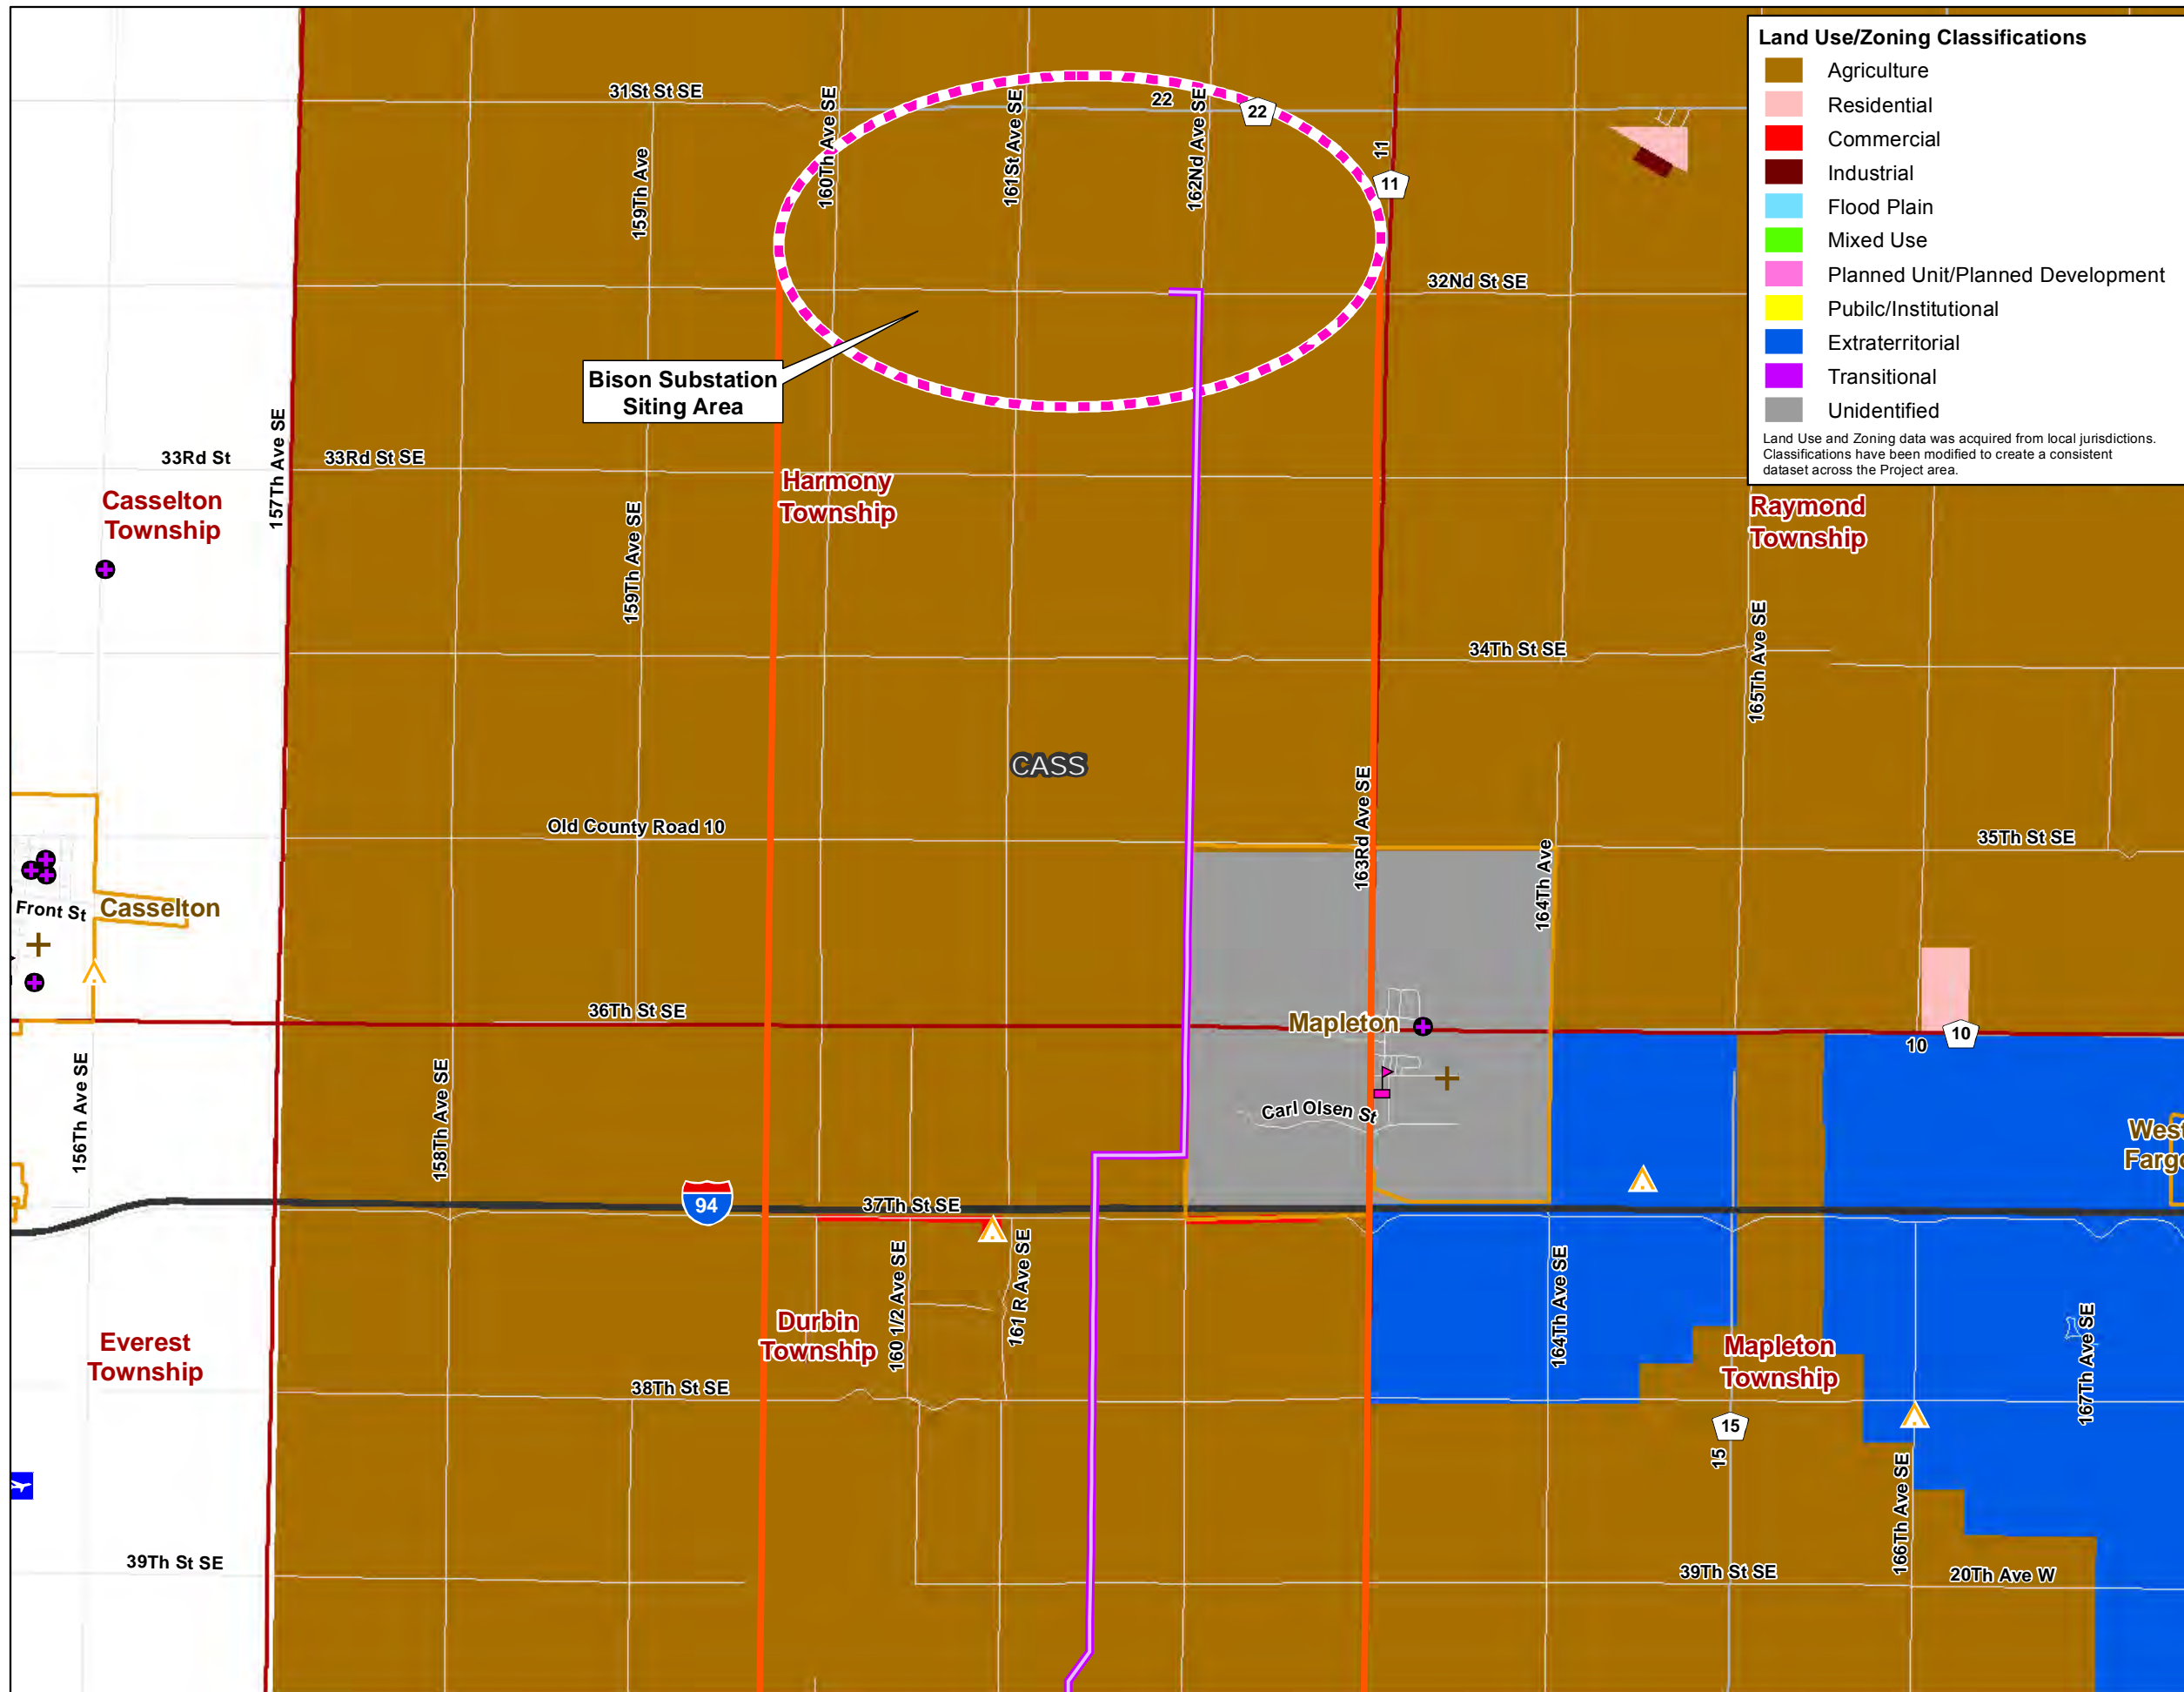 Land Use/Zoning Classifications
Agriculture
Residential
Commercial
Industrial
Flood Plain
Mixed Use
Planned Unit/Planned Development
Pubilc/Institutional
Extraterritorial
Transitional
Unidentified
Land Use and Zoning data was acquired from local jurisdictions.
Classifications have been modified to create a consistent
dataset across the Project area.
31St St SE
22
22
159Th Ave
160Th Ave SE
161St Ave SE
162Nd Ave SE
11
11
32Nd St SE
Bison Substation
Siting Area
33Rd St
33Rd St SE
157Th Ave SE
Casselton
Township
Harmony
Township
Raymond
Township
159Th Ave SE
34Th St SE
165Th Ave SE
CASS
Old County Road 10
163Rd Ave SE
164Th Ave
35Th St SE
Front St
Casselton
36Th St SE
Mapleton
10
10
156Th Ave SE
158Th Ave SE
Carl Olsen St
West
Fargo
94
37Th St SE
160 1/2 Ave SE
161 R Ave SE
164Th Ave SE
167Th Ave SE
Everest
Township
Durbin
Township
Mapleton
Township
38Th St SE
15
15
166Th Ave SE
39Th St SE
39Th St SE
20Th Ave W